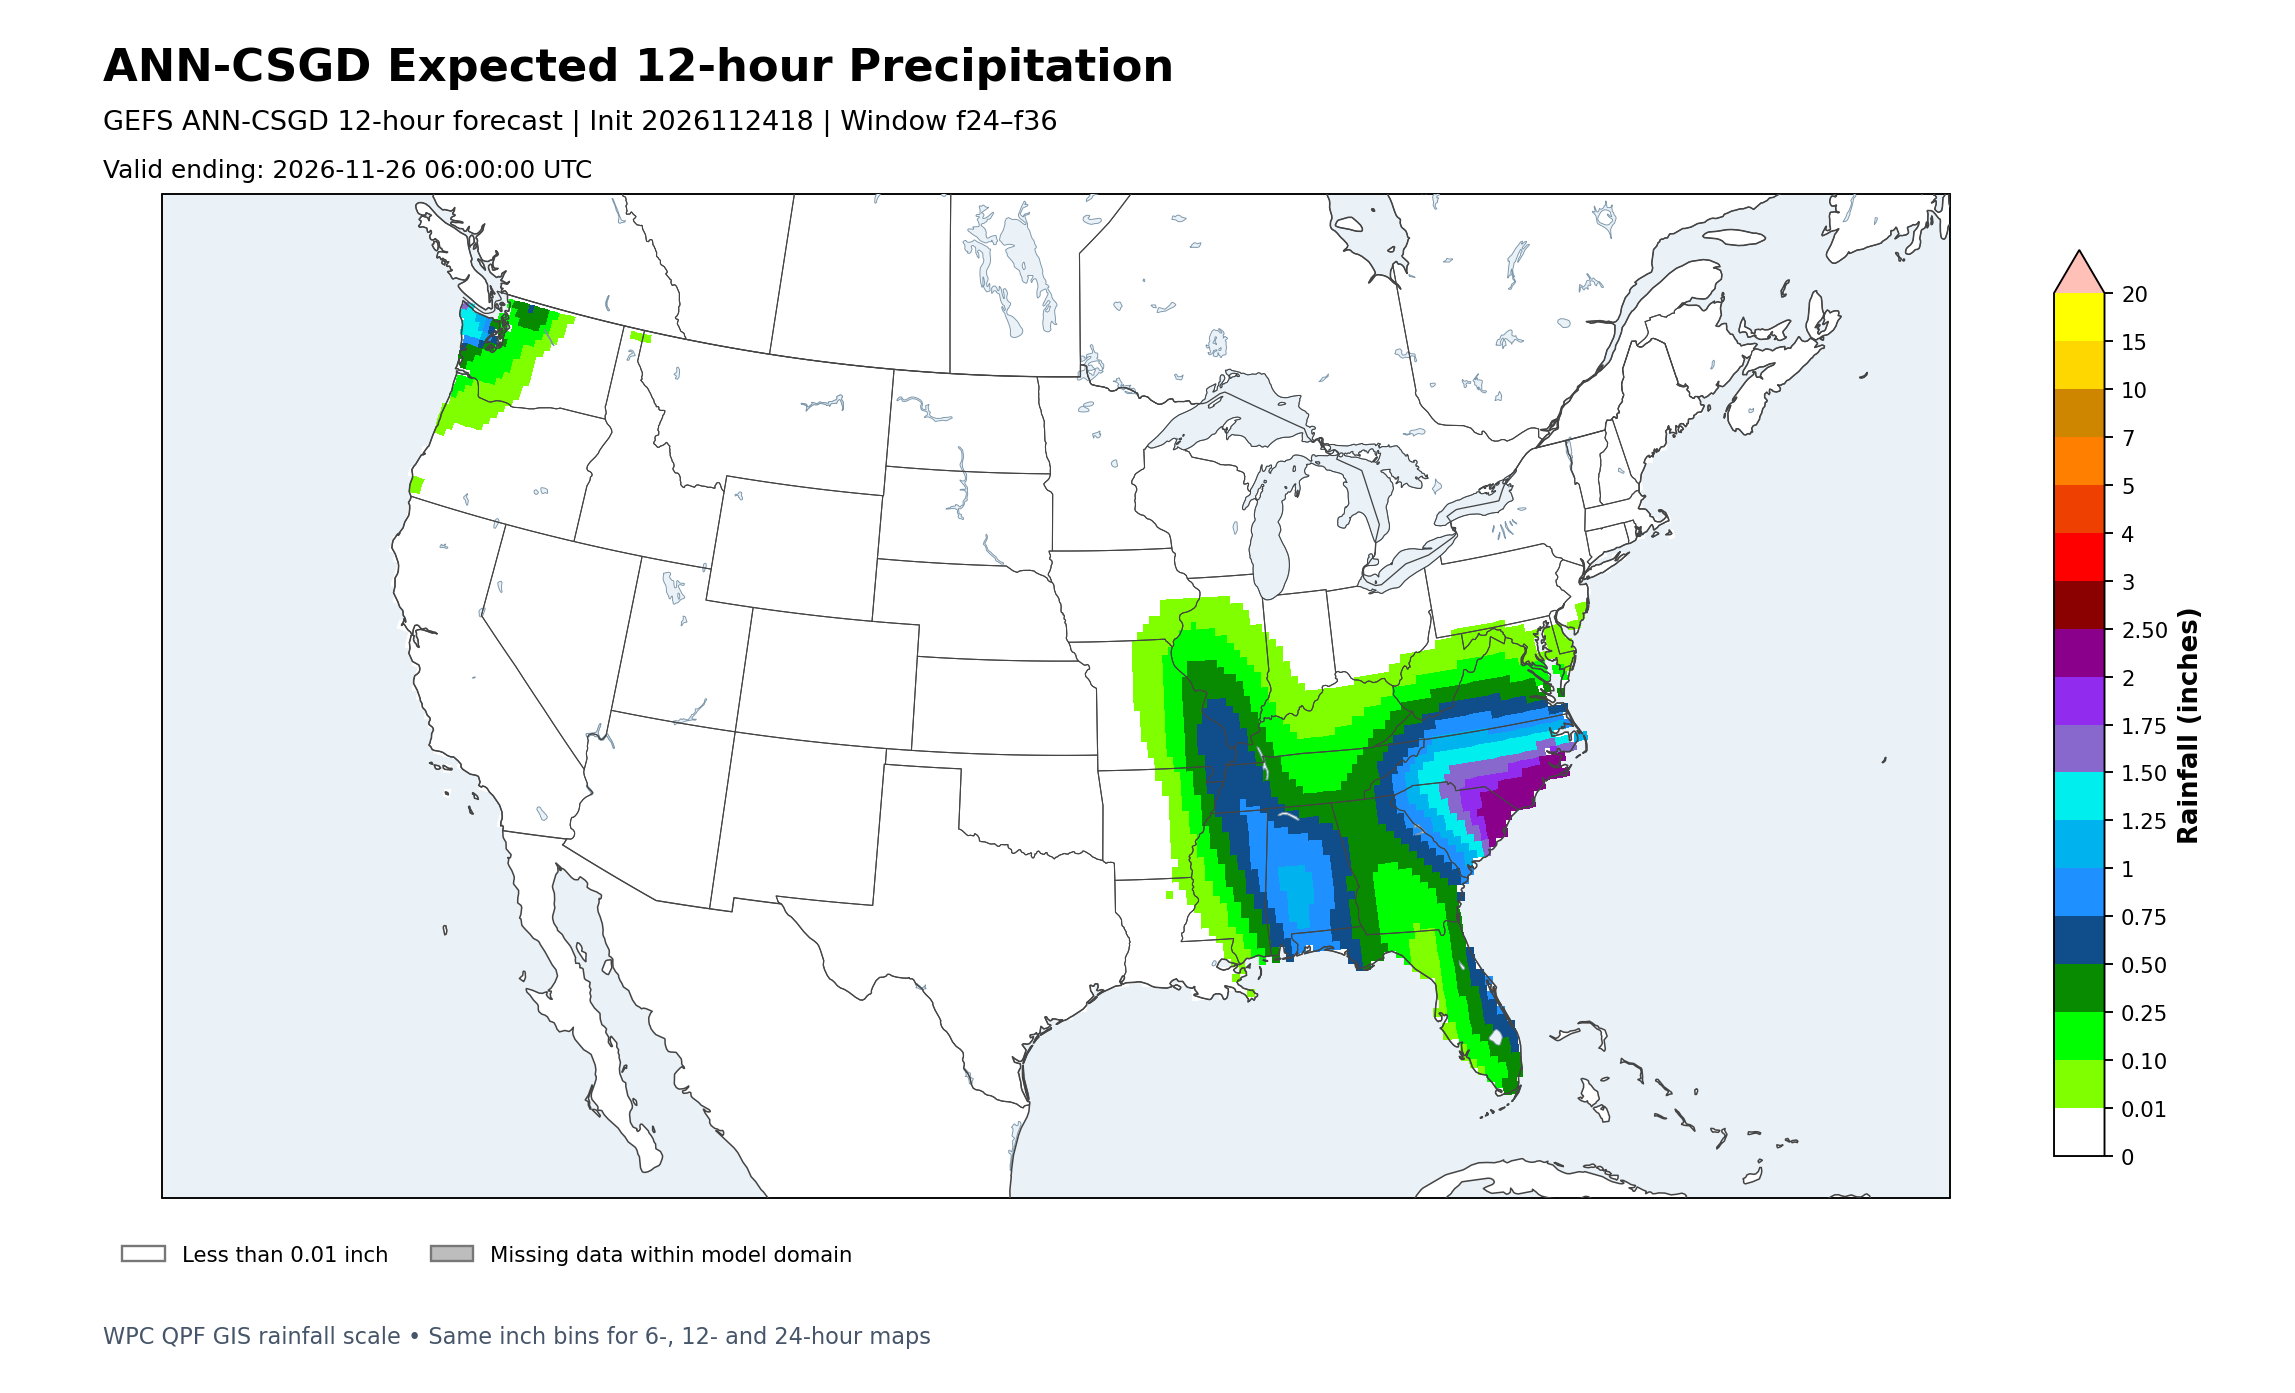 ANN-CSGD Expected 12-hour Precipitation
GEFS ANN-CSGD 12-hour forecast | Init 2026112418 | Window f24–f36
Valid ending: 2026-11-26 06:00:00 UTC
20
15
10
7
5
4
3
2.50
2
1.75
1.50
1.25
1
0.75
0.50
0.25
0.10
0.01
0
Rainfall (inches)
Less than 0.01 inch
Missing data within model domain
WPC QPF GIS rainfall scale • Same inch bins for 6-, 12- and 24-hour maps